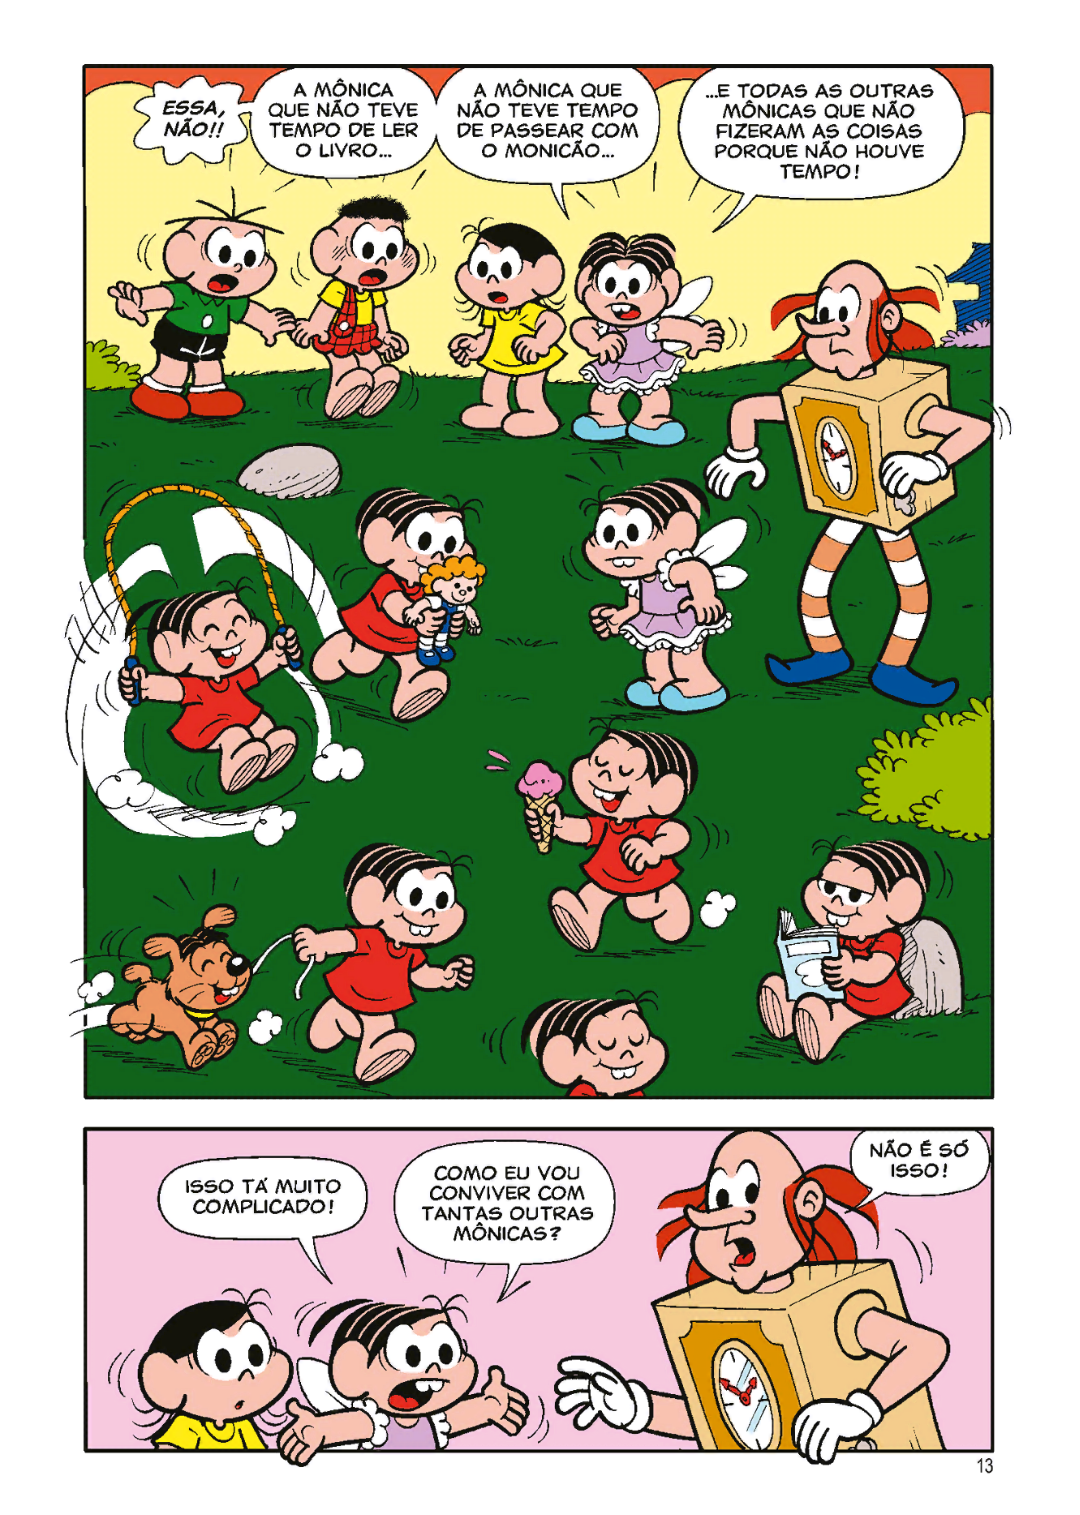 ESSA,
NÃO!!
A MÔNICA
QUE NÃO TEVE
TEMPO DE LER
O LIVRO...
A MÔNICA QUE
NÃO TEVE TEMPO
DE PASSEAR COM
O MONICÃO...
...E TODAS AS OUTRAS
MÔNICAS QUE NÃO
FIZERAM AS COISAS
PORQUE NÃO HOUVE
TEMPO!
ISSO TÁ MUITO
COMPLICADO!
COMO EU VOU
CONVIVER COM
TANTAS OUTRAS
MÔNICAS?
NÃO É SÓ
ISSO!
13